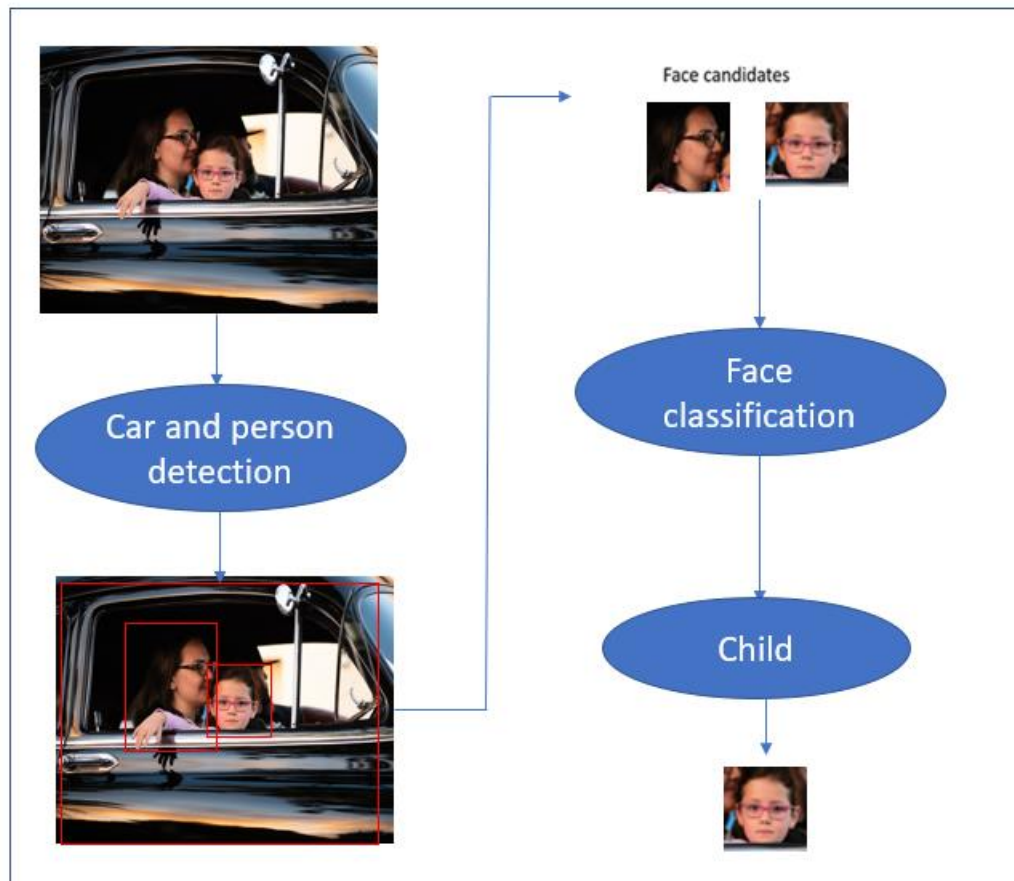 Face candidates
Car and person
detection
Face
classification
Child